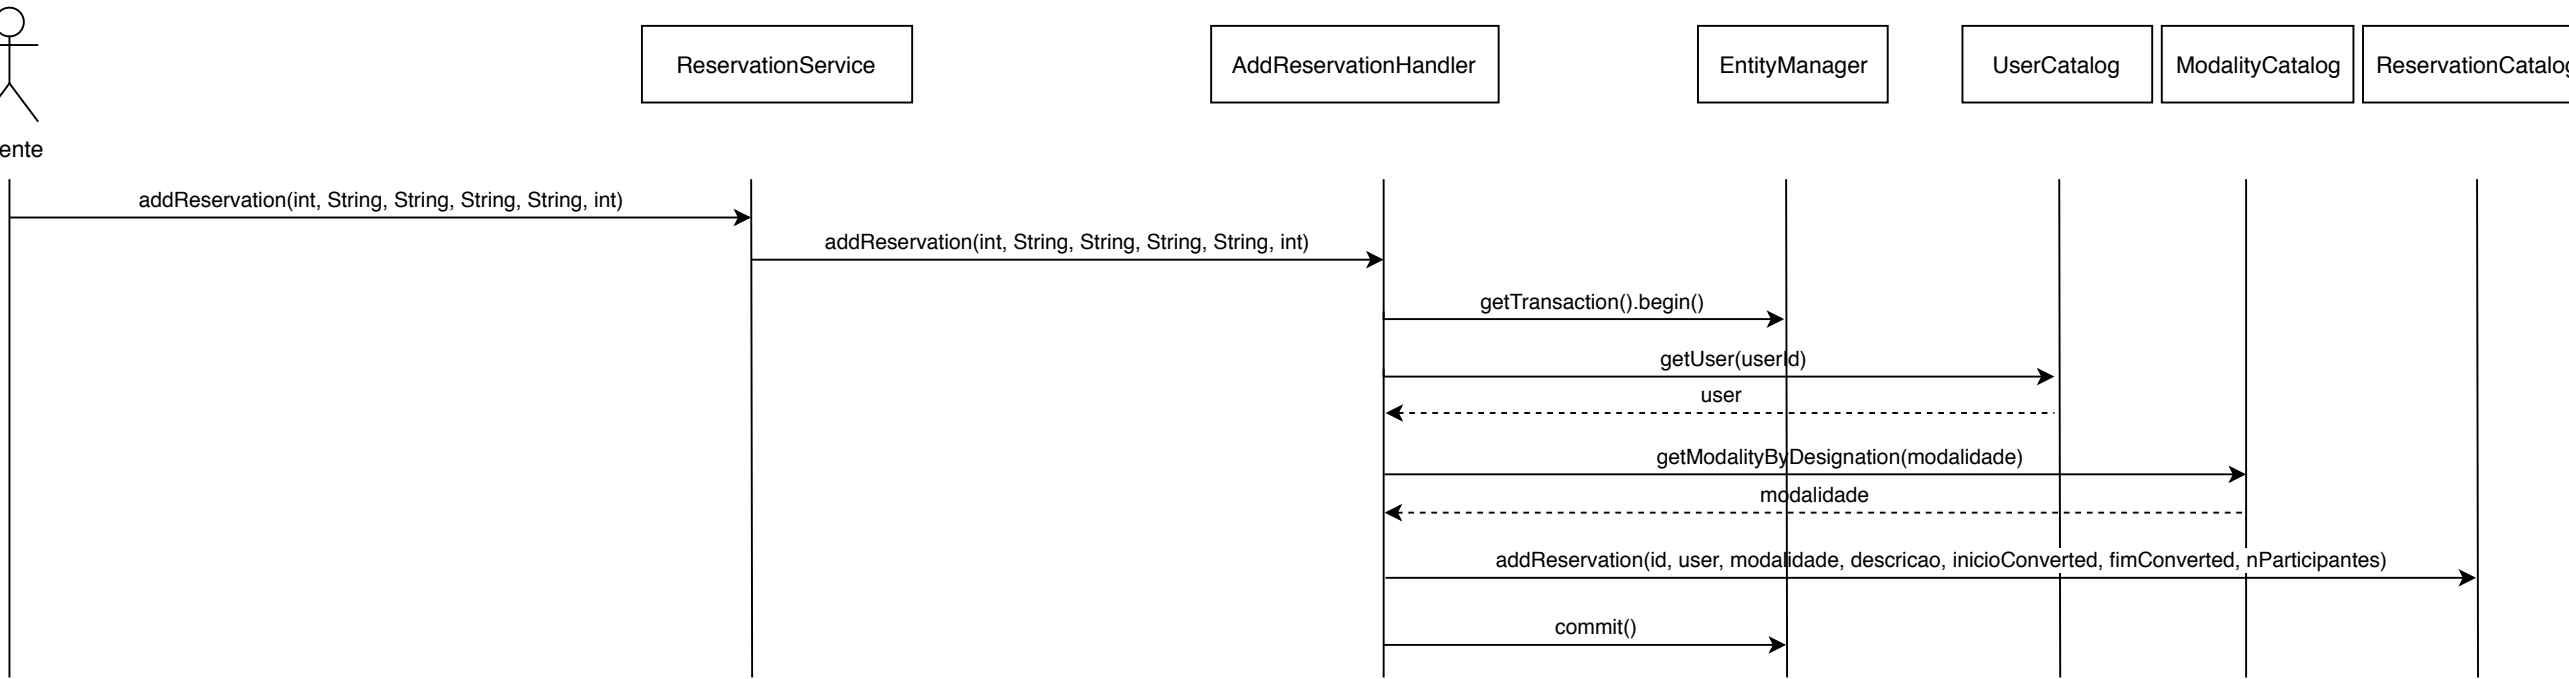 ReservationService
AddReservationHandler
EntityManager
UserCatalog
ModalityCatalog
ReservationCatalog
ente
addReservation(int, String, String, String, String, int)
addReservation(int, String, String, String, String, int)
getTransaction().begin()
getUser(userId)
user
getModalityByDesignation(modalidade)
modalidade
addReservation(id, user, modalidade, descricao, inicioConverted, fimConverted, nParticipantes)
commit()